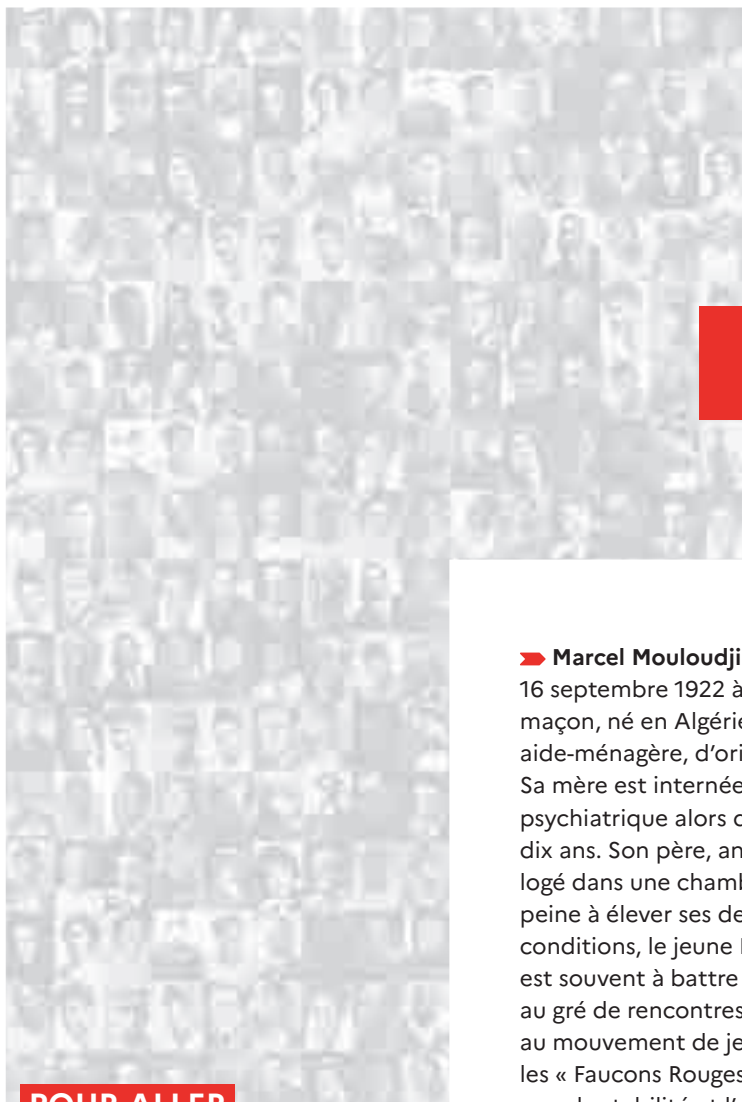 Marcel Mouloudji
16 septembre 1922 à
maçon, né en Algérie
aide-ménagère, d'ori
Sa mère est internée
psychiatrique alors
dix ans. Son père, an
logé dans une chamb
peine à élever ses de
conditions, le jeune
est souvent à battre
au gré de rencontres
au mouvement de je
les « Faucons Rouges
POUR ALLER